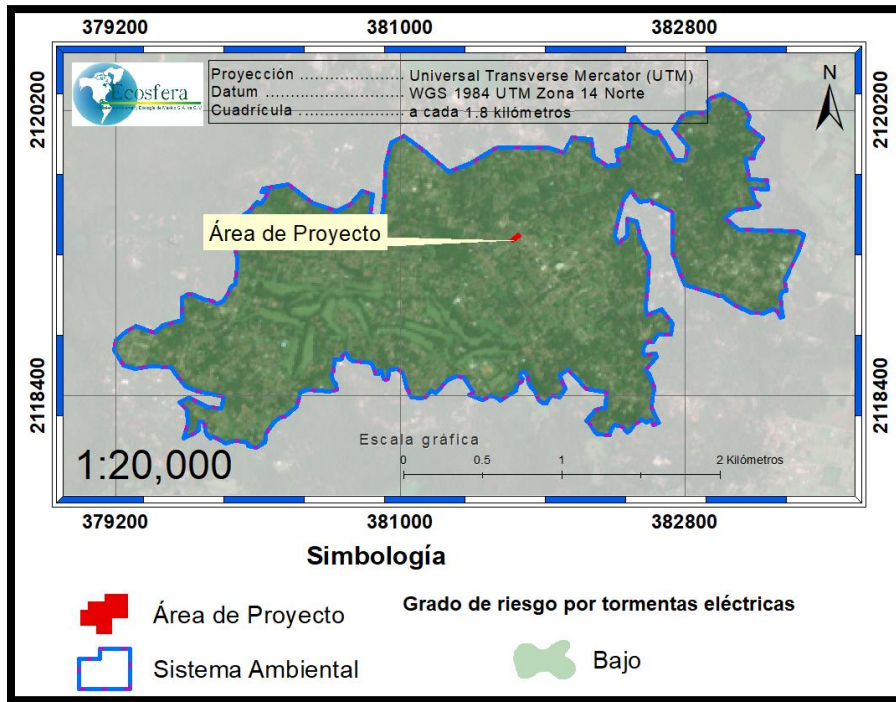 379200 381000 382800
Ecosfera
Proyección ........................ Universal Transverse Mercator (UTM)
Datum ............................... WGS 1984 UTM Zona 14 Norte
Cuadrícula ........................ a cada 1.8 kilómetros
N
2120200 2120200
Área de Proyecto
2118400 2118400
Escala gráfica
1:20,000
0 0.5 1 2 Kilómetros
379200 381000 382800
Simbología
Área de Proyecto
Grado de riesgo por tormentas eléctricas
Sistema Ambiental
Bajo